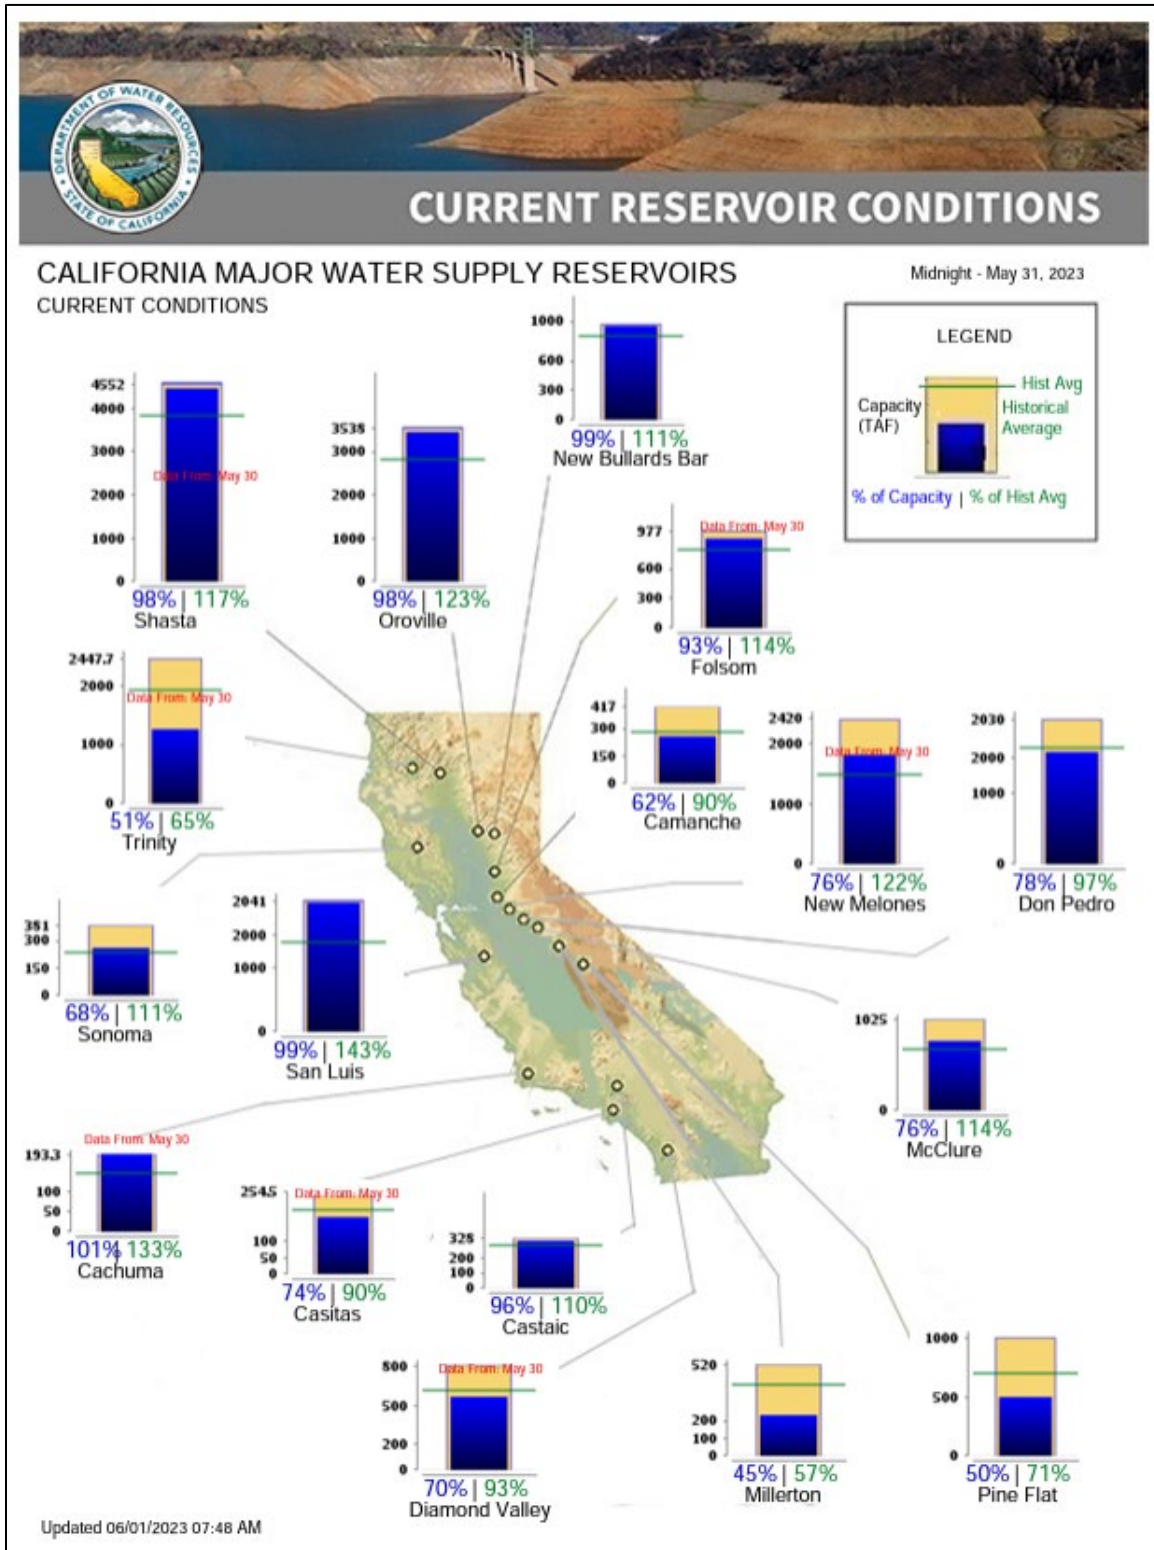 DEPARTMENT OF WATER RESOURCES
STATE OF CALIFORNIA
CURRENT RESERVOIR CONDITIONS
CALIFORNIA MAJOR WATER SUPPLY RESERVOIRS
Midnight - May 31, 2023
CURRENT CONDITIONS
LEGEND
Hist Avg
Capacity
(TAF)
Historical
Average
% of Capacity | % of Hist Avg
1000
600
300
0
99% | 111%
New Bullards Bar
4552
4000
3000
2000
1000
0
Data From: May 30
98% | 117%
Shasta
3538
3000
2000
1000
0
98% | 123%
Oroville
977
600
300
0
Data From: May 30
93% | 114%
Folsom
2447.7
2000
1000
0
Data From: May 30
51% | 65%
Trinity
417
300
150
0
62% | 90%
Camanche
2420
2000
1000
0
Data From: May 30
76% | 122%
New Melones
2030
2000
1000
0
78% | 97%
Don Pedro
381
300
150
0
68% | 111%
Sonoma
2041
2000
1000
0
99% | 143%
San Luis
1025
0
76% | 114%
McClure
Data From: May 30
193.3
100
50
0
101% | 133%
Cachuma
254.5
100
50
0
Data From: May 30
74% | 90%
Casitas
325
200
100
0
96% | 110%
Castaic
800
500
200
0
Data From: May 30
70% | 93%
Diamond Valley
520
200
100
0
45% | 57%
Millerton
1000
500
0
50% | 71%
Pine Flat
Updated 06/01/2023 07:48 AM